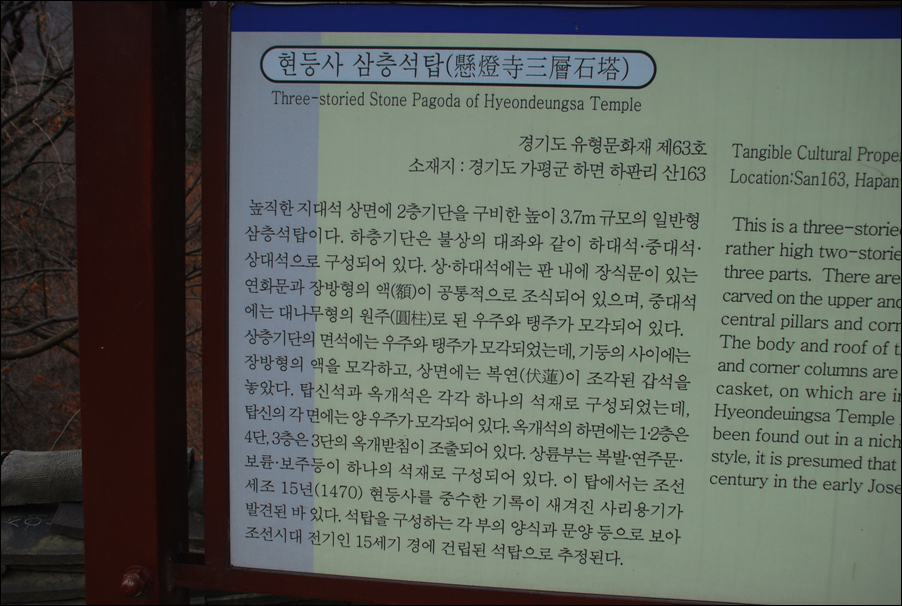 현등사 삼층석탑(懸燈寺三層石塔)
Three-storied Stone Pagoda of Hyeondeungsa Temple
경기도 유형문화재 제63호
소재지 : 경기도 가평군 하면 하판리 산163
높직한 지대석 상면에 2층기단을 구비한 높이 3.7m 규모의 일반형
삼층석탑이다. 하층기단은 불상의 대좌와 같이 하대석·중대석·
상대석으로 구성되어 있다. 상·하대석에는 판 내에 장식문이 있는
연화문과 장방형의 액(額)이 공통적으로 조식되어 있으며, 중대석
에는 대나무형의 원주(圓柱)로 된 우주와 탱주가 모각되어 있다.
상층기단의 면석에는 우주와 탱주가 모각되었는데, 기둥의 사이에는
장방형의 액을 모각하고, 상면에는 복연(伏蓮)이 조각된 갑석을
놓았다. 탑신석과 옥개석은 각각 하나의 석재로 구성되었는데,
탑신의 각 면에는 양 우주가 모각되어 있다. 옥개석의 하면에는 1·2층은
4단, 3층은 3단의 옥개받침이 조출되어 있다. 상륜부는 복발·연주문·
보륜·보주등이 하나의 석재로 구성되어 있다. 이 탑에서는 조선
세조 15년(1470) 현등사를 중수한 기록이 새겨진 사리용기가
발견된 바 있다. 석탑을 구성하는 각 부의 양식과 문양 등으로 보아
조선시대 전기인 15세기 경에 건립된 석탑으로 추정된다.
Tangible Cultural Prope
Location:San163, Hapan
This is a three-storie
rather high two-storie
three parts. There are
carved on the upper and
central pillars and corn
The body and roof of t
and corner columns are
casket, on which are in
Hyeondeuingsa Temple
been found out in a nich
style, it is presumed that
century in the early Jose